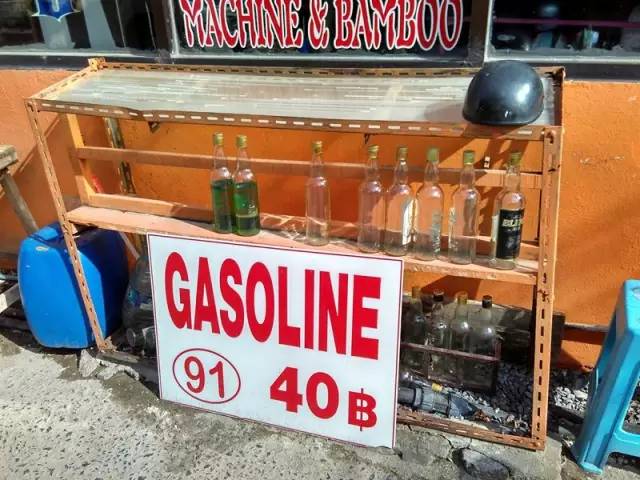 MACHINE & BAMBOO
GASOLINE
91 40฿